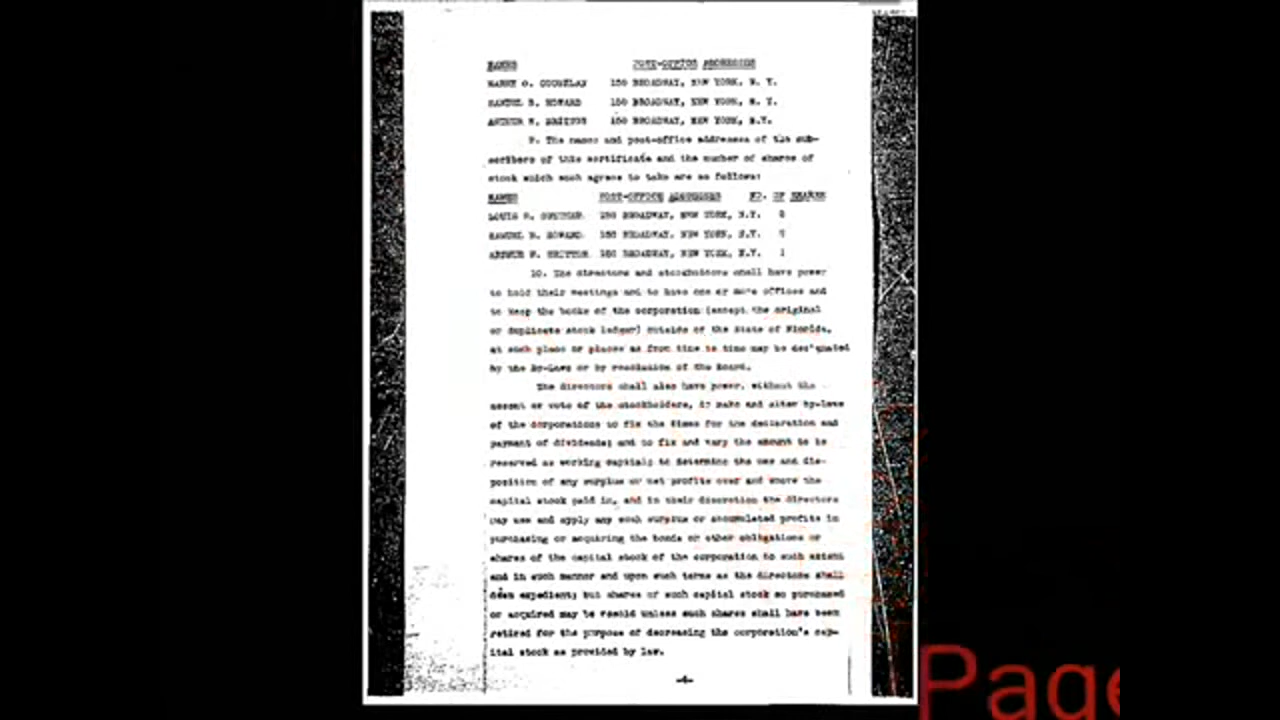 NAMES POST-OFFICE ADDRESSES
HARRY O. 150 BROADWAY, NEW YORK, N. Y.
SAMUEL B. HOWARD 150 BROADWAY, NEW YORK, N. Y.
ARTHUR W. BRITTON 150 BROADWAY, NEW YORK, N.Y.
9. The names and post-office addresses of the sub-
scribers of this certificate and the number of shares of
stock which each agrees to take are as follows:
NAMES POST-OFFICE ADDRESSES NO. OF SHARES
LOUIS 150 BROADWAY, NEW YORK, N.Y.
SAMUEL B. HOWARD 150 BROADWAY, NEW YORK, N.Y.
ARTHUR W. BRITTON 150 BROADWAY, NEW YORK, N.Y. 1
10. The directors and stockholders shall have power
to hold their meetings and to have one or more offices and
to keep the books of the corporation (except the original
or duplicate stock ledger) outside of the State of Florida,
at such place or places as from time to time may be designated
by the By-Laws or by resolution of the Board.
The directors shall also have power, without the
assent or vote of the stockholders, to make and alter by-laws
of the corporation; to fix the times for the declaration and
payment of dividends; and to fix and vary the amount to be
reserved as working capital; to determine the use and dis-
position of any surplus or net profits over and above the
capital stock paid in, and in their discretion the directors
may use and apply any such surplus or accumulated profits in
purchasing or acquiring the bonds or other obligations or
shares of the capital stock of the corporation to such extent
and in such manner and upon such terms as the directors shall
deem expedient; but shares of such capital stock so purchased
or acquired may be resold unless such shares shall have been
retired for the purpose of decreasing the corporation's cap-
ital stock as provided by law.
-4-
Page